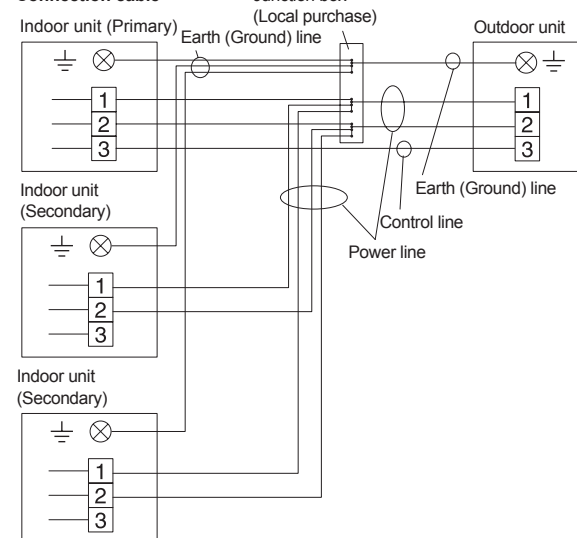 Connection cable
Junction box
(Local purchase)
Indoor unit (Primary)
Earth (Ground) line
Outdoor unit
1
2
3
1
2
3
Earth (Ground) line
Control line
Power line
Indoor unit
(Secondary)
1
2
3
Indoor unit
(Secondary)
1
2
3